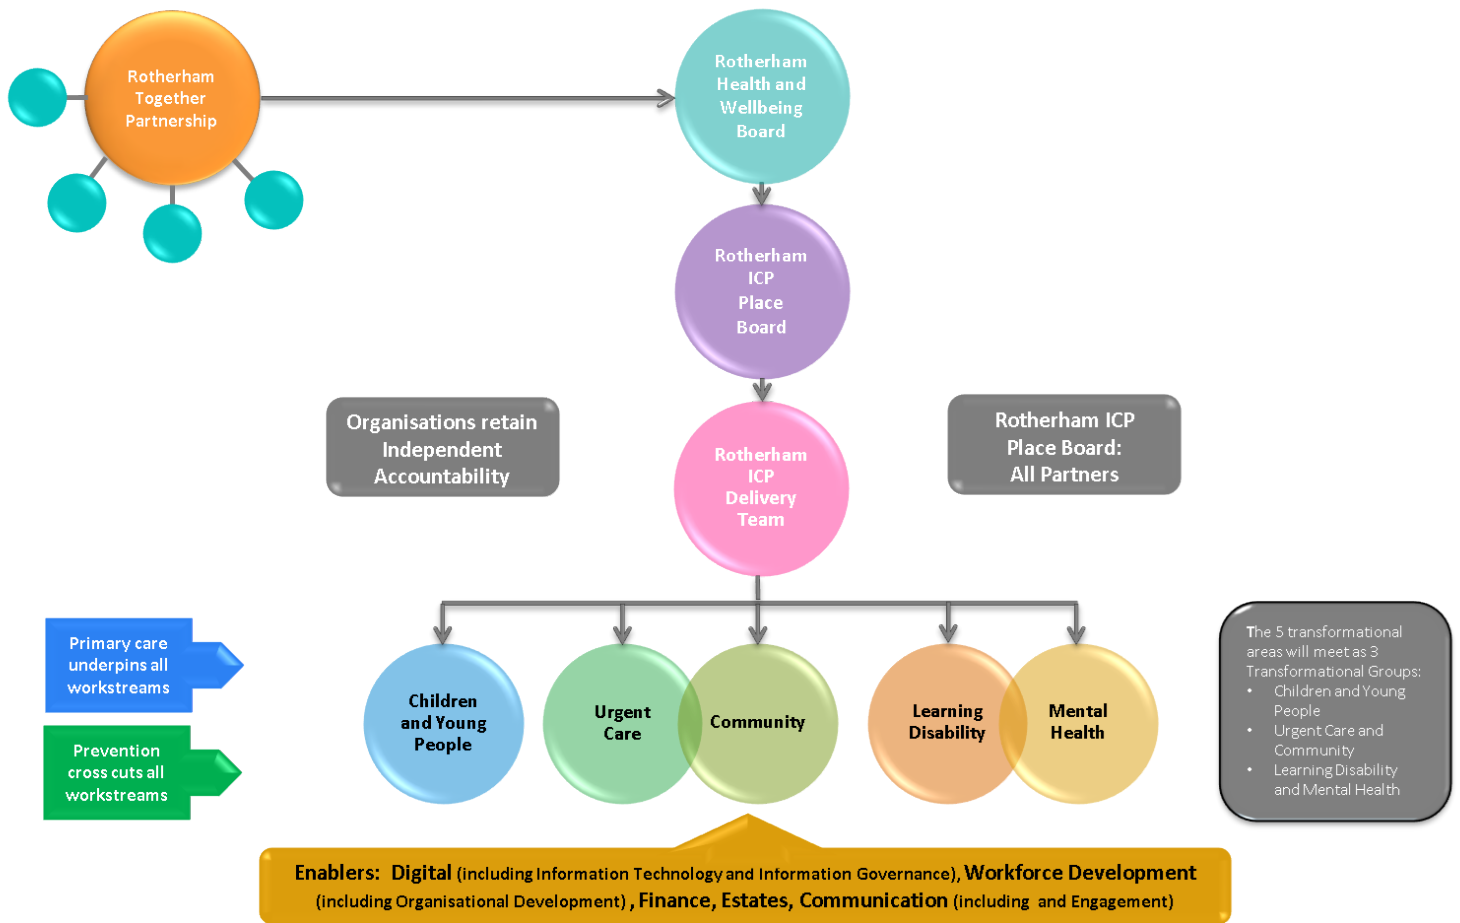 Rotherham
Together
Partnership
Rotherham
Health and
Wellbeing
Board
Rotherham
ICP
Place
Board
Organisations retain
Independent
Accountability
Rotherham
ICP
Delivery
Team
Rotherham ICP
Place Board:
All Partners
Primary care
underpins all
workstreams
Prevention
cross cuts all
workstreams
Children
and Young
People
Urgent
Care
Community
Learning
Disability
Mental
Health
The 5 transformational
areas will meet as 3
Transformational Groups:
• Children and Young
People
• Urgent Care and
Community
• Learning Disability
and Mental Health
Enablers: Digital (including Information Technology and Information Governance), Workforce Development
(including Organisational Development) , Finance, Estates, Communication (including and Engagement)